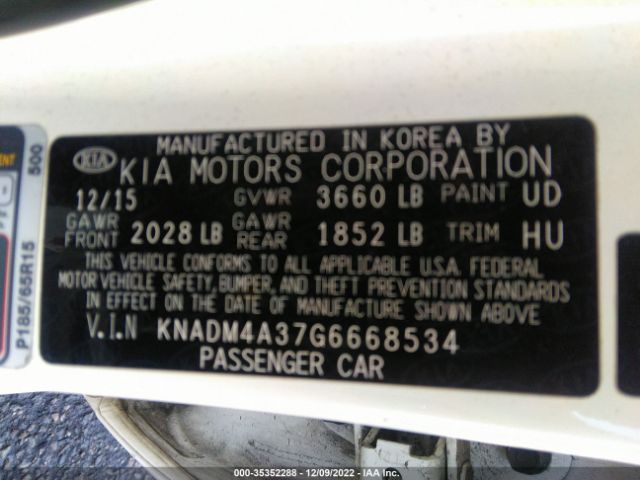 MANUFACTURED IN KOREA BY
KIA KIA MOTORS CORPORATION
12/15 GVWR 3660 LB PAINT UD
GAWR FRONT 2028 LB GAWR REAR 1852 LB TRIM HU
THIS VEHICLE CONFORMS TO ALL APPLICABLE U.S.A. FEDERAL
MOTOR VEHICLE SAFETY, BUMPER, AND THEFT PREVENTION STANDARDS
IN EFFECT ON THE DATE OF MANUFACTURE SHOWN ABOVE
V.I.N KNADM4A37G6668534
PASSENGER CAR
500
P185/65R15
000-35352288 - 12/09/2022 - IAA Inc.